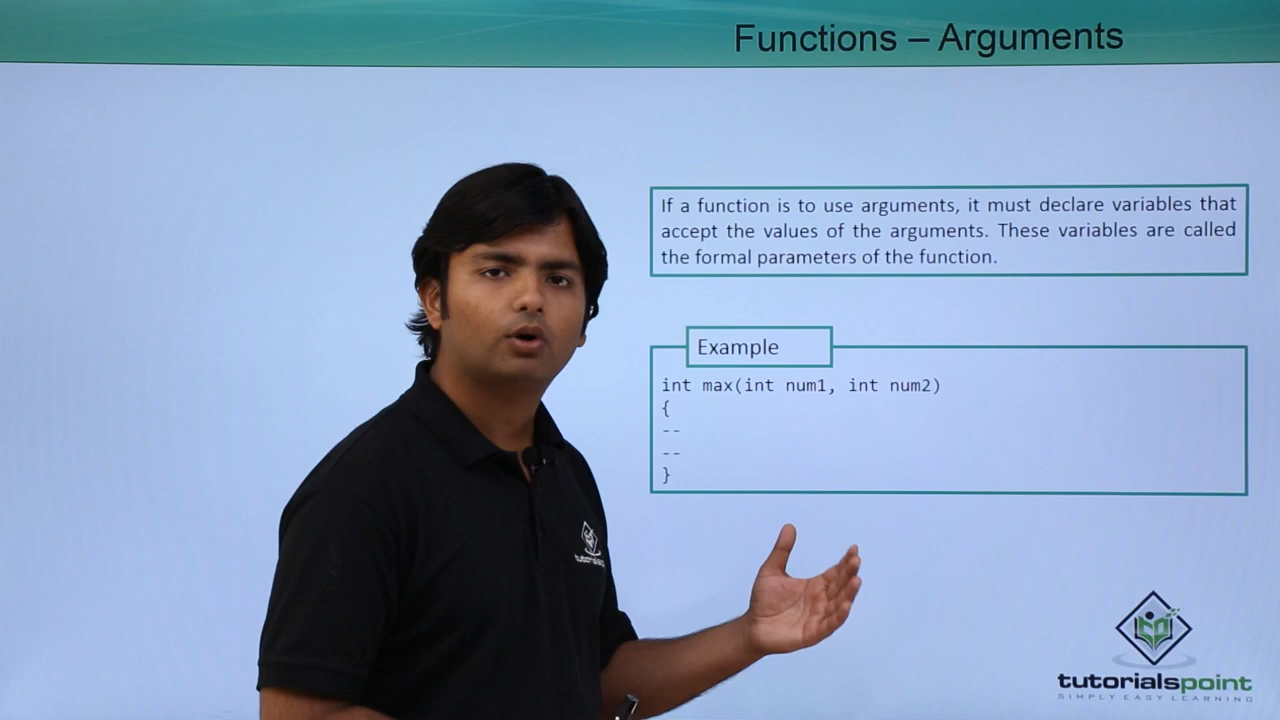 Functions – Arguments
If a function is to use arguments, it must declare variables that
accept the values of the arguments. These variables are called
the formal parameters of the function.
Example
int max(int num1, int num2)
{
--
--
}
tutorialspoint
SIMPLY EASY LEARNING